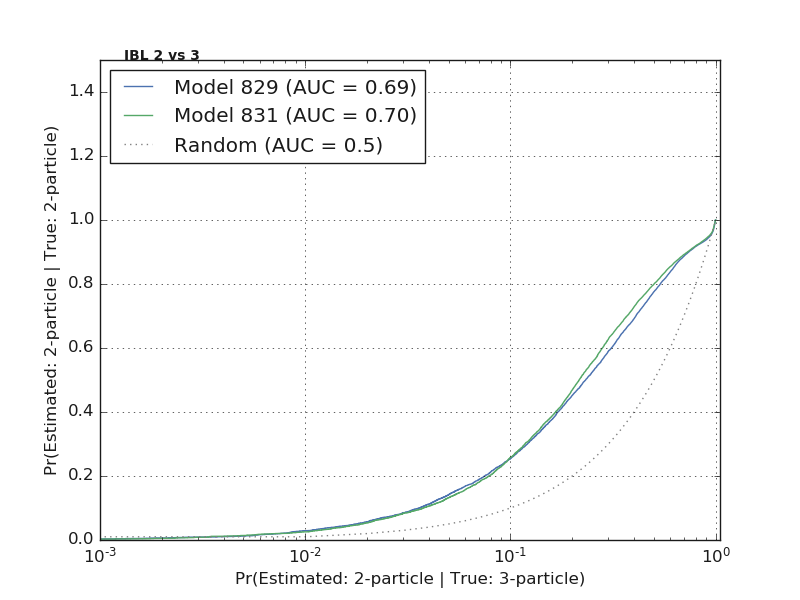 IBL 2 vs 3
Model 829 (AUC = 0.69)
Model 831 (AUC = 0.70)
Random (AUC = 0.5)
1.4
1.2
1.0
0.8
0.6
0.4
0.2
0.0
Pr(Estimated: 2-particle | True: 2-particle)
10⁻³
10⁻²
10⁻¹
10⁰
Pr(Estimated: 2-particle | True: 3-particle)